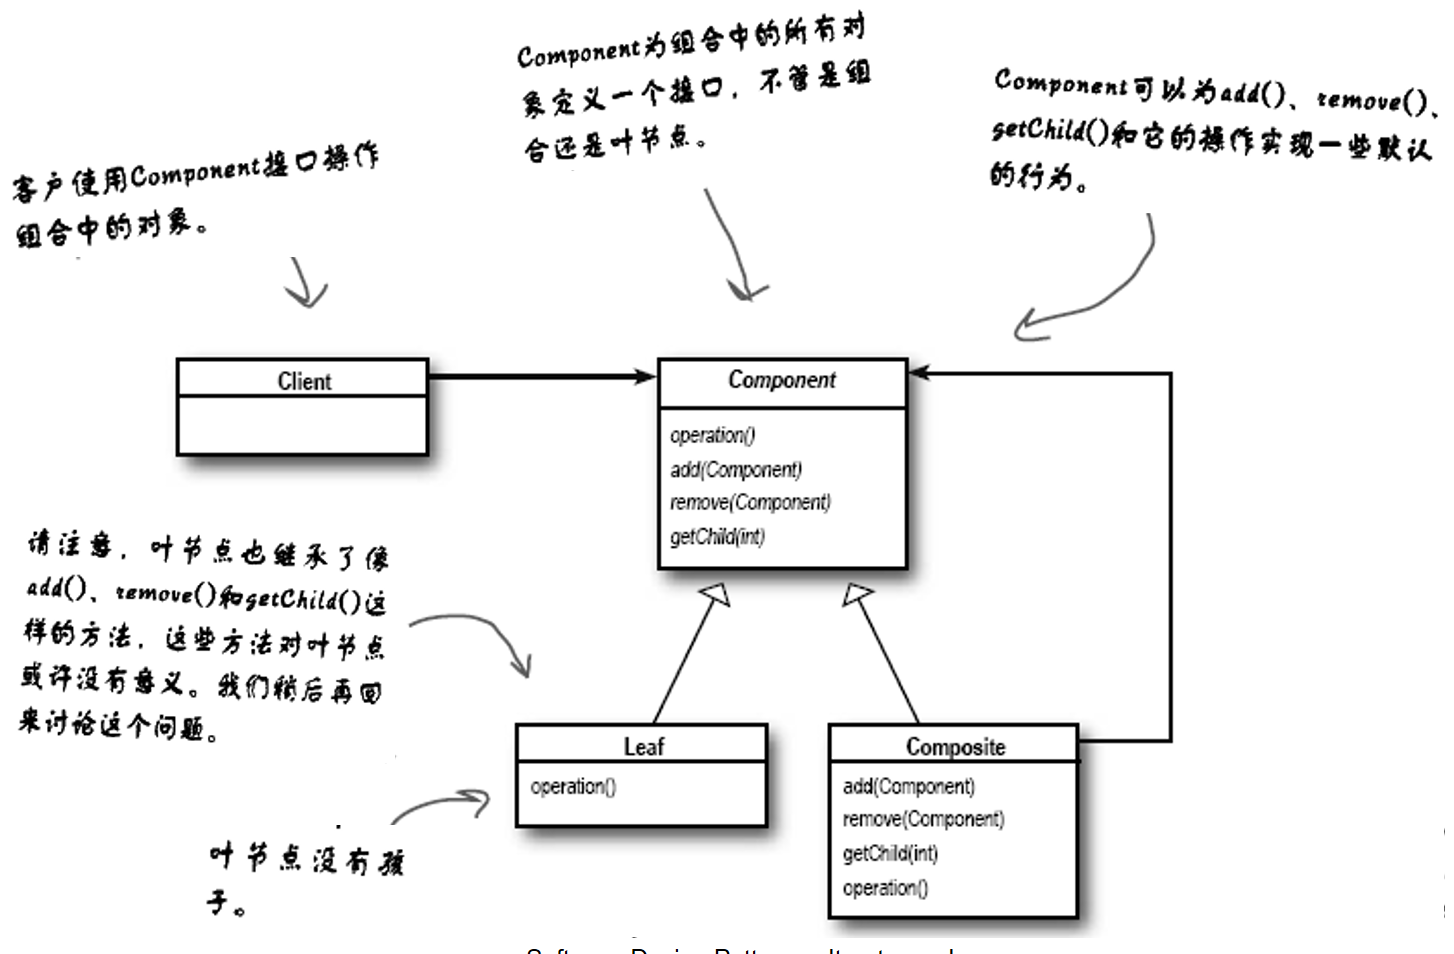 Component为组合中的所有对
象定义一个接口，不管是组
合还是叶节点。
Component可以为add()、remove()、
getChild()和它的操作实现一些默认
的行为。
客户使用Component接口操作
组合中的对象。
Client
Component
operation()
add(Component)
remove(Component)
getChild(int)
请注意，叶节点也继承了像
add()、remove()和getChild()这
样的方法，这些方法对叶节点
或许没有意义。我们稍后再回
来讨论这个问题。
Leaf
operation()
Composite
add(Component)
remove(Component)
getChild(int)
operation()
叶节点没有孩
子。